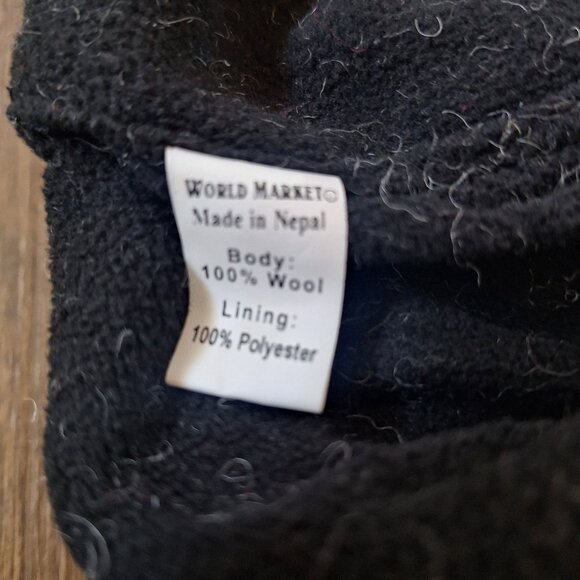 WORLD MARKET®
Made in Nepal
Body:
100% Wool
Lining:
100% Polyester